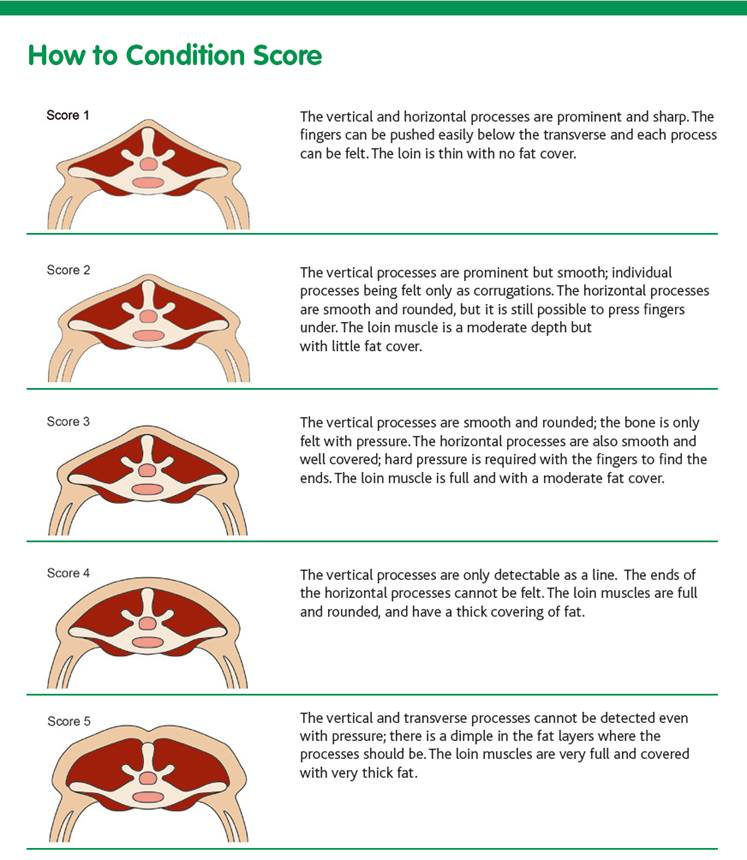 How to Condition Score
Score 1
The vertical and horizontal processes are prominent and sharp. The
fingers can be pushed easily below the transverse and each process
can be felt. The loin is thin with no fat cover.
Score 2
The vertical processes are prominent but smooth; individual
processes being felt only as corrugations. The horizontal processes
are smooth and rounded, but it is still possible to press fingers
under. The loin muscle is a moderate depth but
with little fat cover.
Score 3
The vertical processes are smooth and rounded; the bone is only
felt with pressure. The horizontal processes are also smooth and
well covered; hard pressure is required with the fingers to find the
ends. The loin muscle is full and with a moderate fat cover.
Score 4
The vertical processes are only detectable as a line. The ends of
the horizontal processes cannot be felt. The loin muscles are full
and rounded, and have a thick covering of fat.
Score 5
The vertical and transverse processes cannot be detected even
with pressure; there is a dimple in the fat layers where the
processes should be. The loin muscles are very full and covered
with very thick fat.